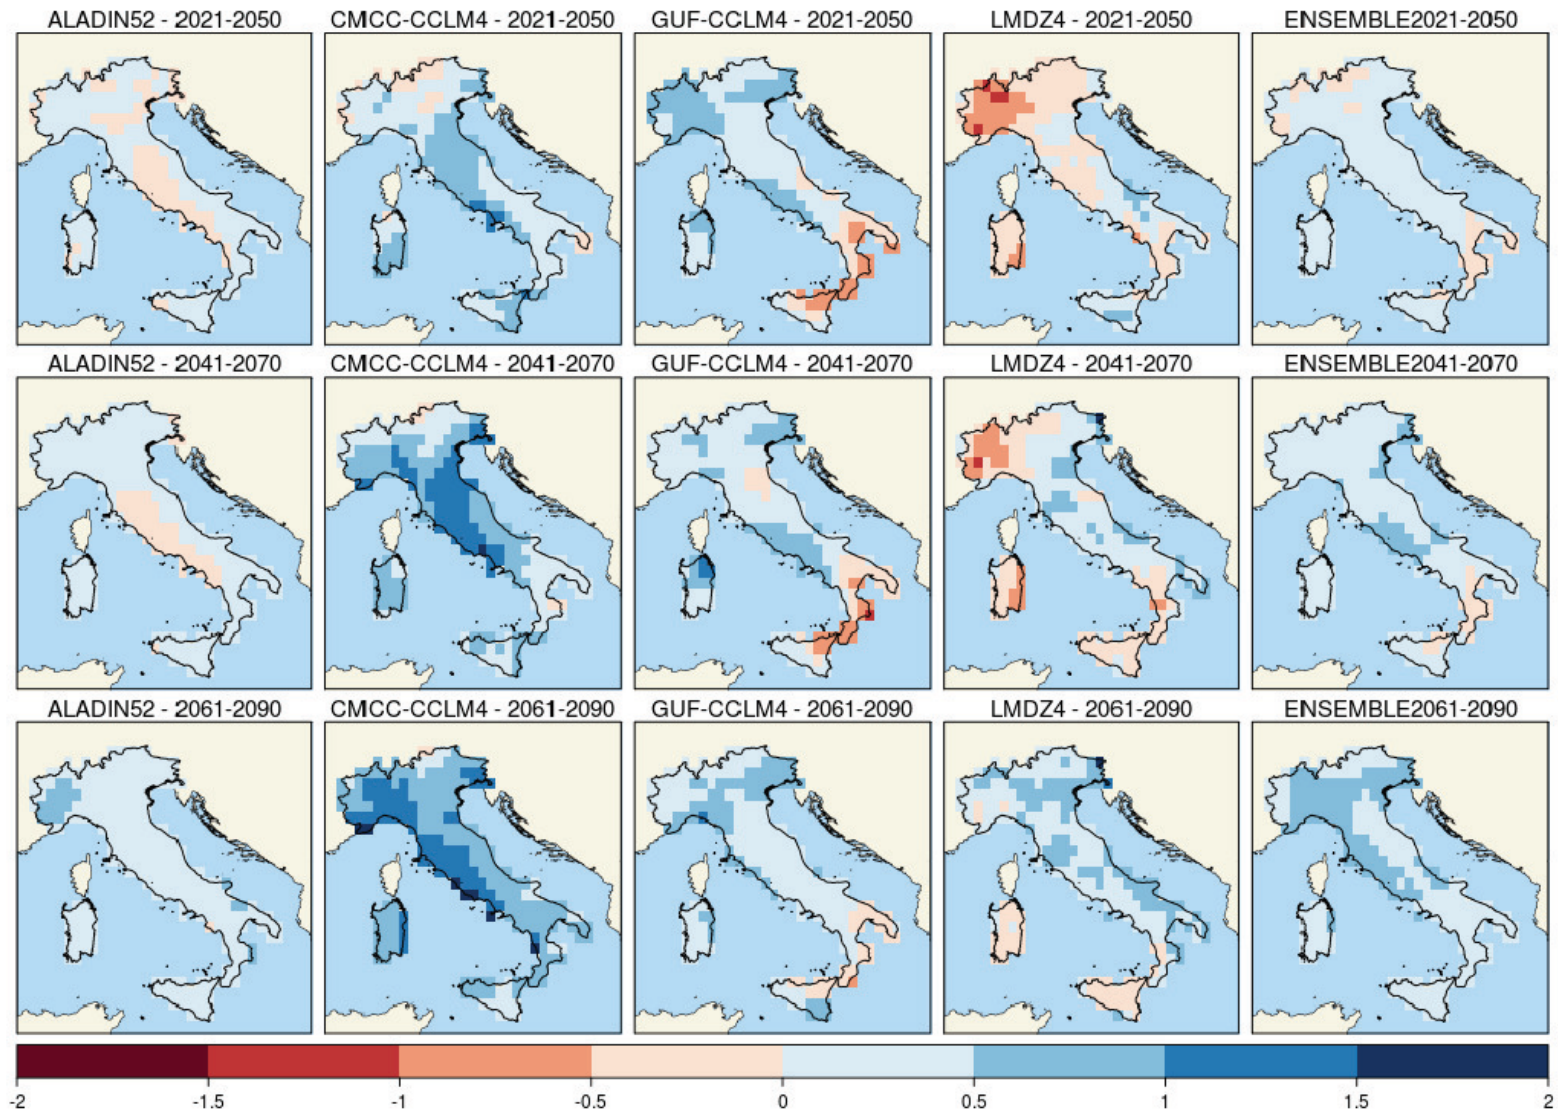 ALADIN52 - 2021-2050
CMCC-CCLM4 - 2021-2050
GUF-CCLM4 - 2021-2050
LMDZ4 - 2021-2050
ENSEMBLE2021-2050
ALADIN52 - 2041-2070
CMCC-CCLM4 - 2041-2070
GUF-CCLM4 - 2041-2070
LMDZ4 - 2041-2070
ENSEMBLE2041-2070
ALADIN52 - 2061-2090
CMCC-CCLM4 - 2061-2090
GUF-CCLM4 - 2061-2090
LMDZ4 - 2061-2090
ENSEMBLE2061-2090
-2 -1.5 -1 -0.5 0 0.5 1 1.5 2